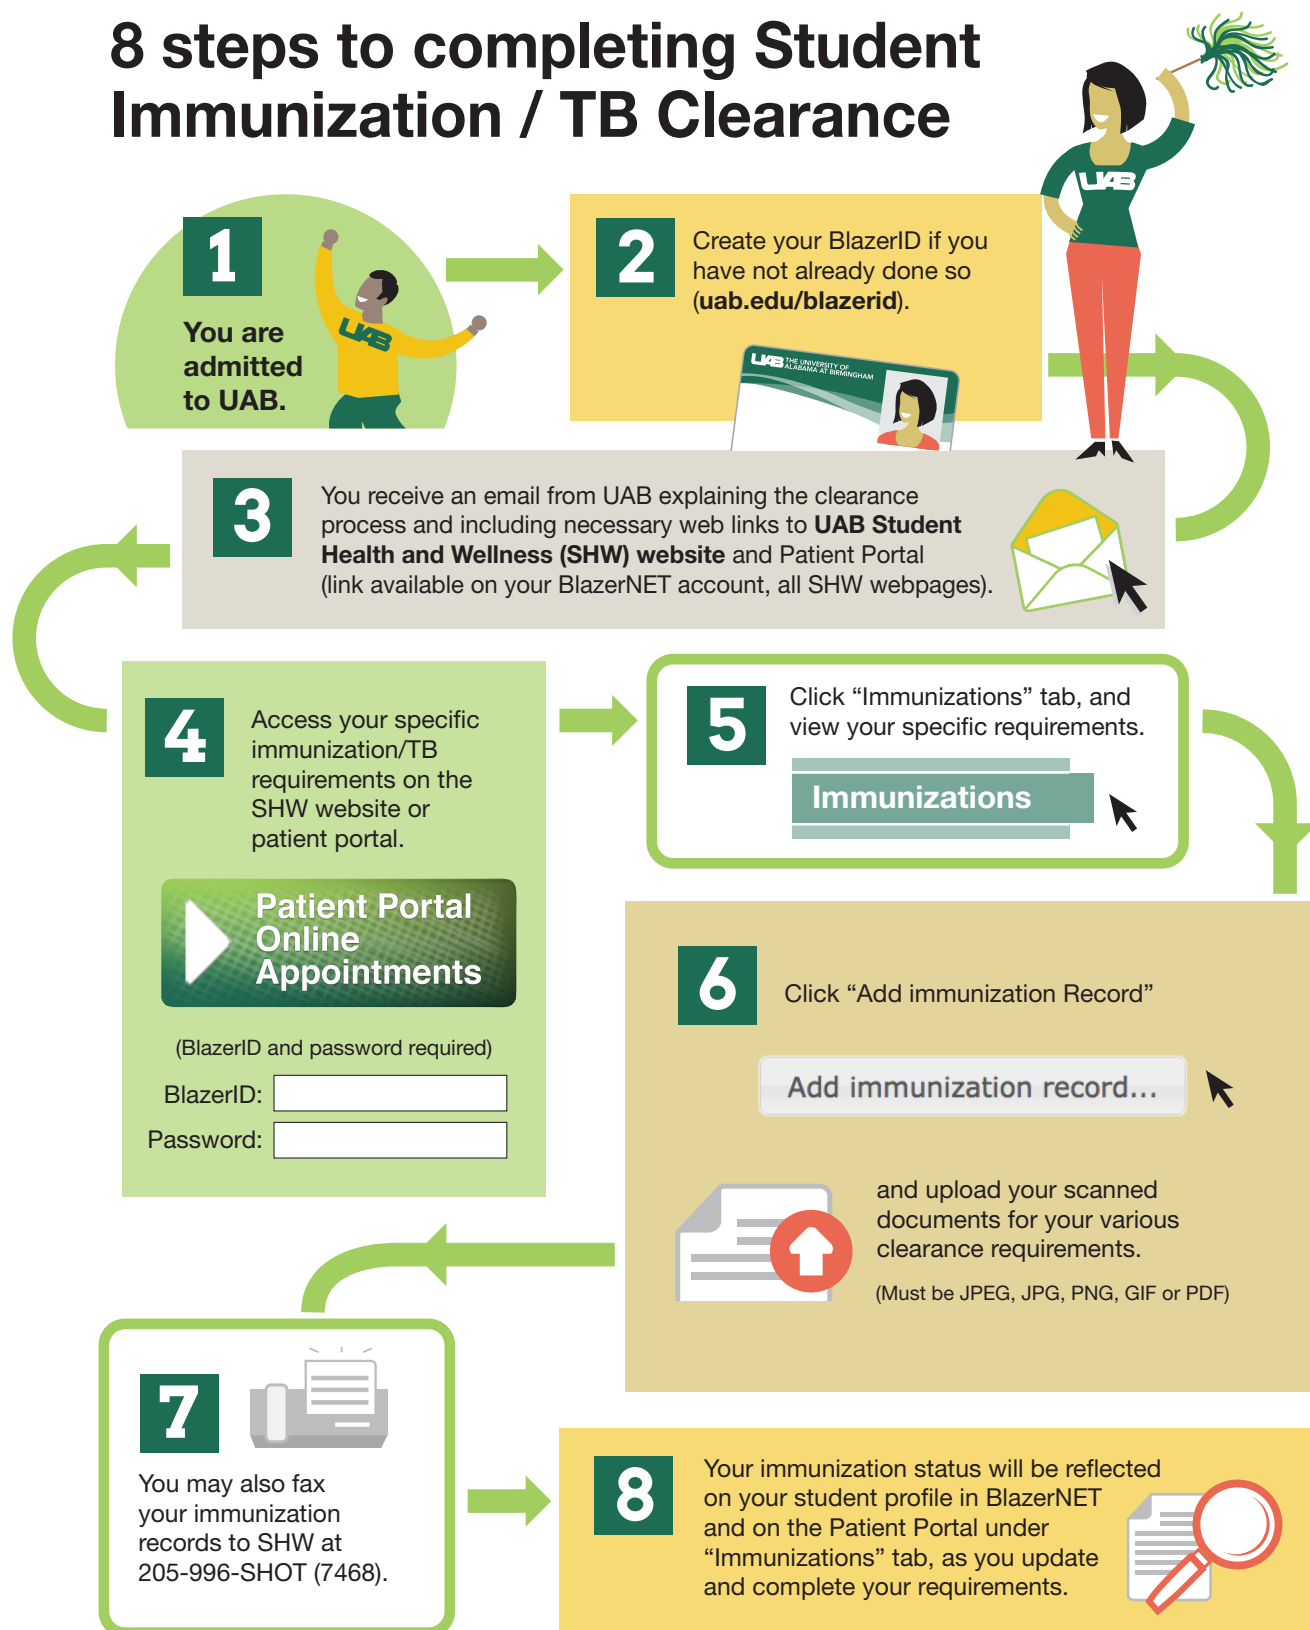 8 steps to completing Student
Immunization / TB Clearance
1
You are
admitted
to UAB.
UAB
2
Create your BlazerID if you
have not already done so
(uab.edu/blazerid).
UAB THE UNIVERSITY OF
ALABAMA AT BIRMINGHAM
UAB
3
You receive an email from UAB explaining the clearance
process and including necessary web links to UAB Student
Health and Wellness (SHW) website and Patient Portal
(link available on your BlazerNET account, all SHW webpages).
4
Access your specific
immunization/TB
requirements on the
SHW website or
patient portal.
Patient Portal
Online
Appointments
(BlazerID and password required)
BlazerID:
Password:
5
Click “Immunizations” tab, and
view your specific requirements.
Immunizations
6
Click “Add immunization Record”
Add immunization record...
and upload your scanned
documents for your various
clearance requirements.
(Must be JPEG, JPG, PNG, GIF or PDF)
7
You may also fax
your immunization
records to SHW at
205-996-SHOT (7468).
8
Your immunization status will be reflected
on your student profile in BlazerNET
and on the Patient Portal under
“Immunizations” tab, as you update
and complete your requirements.